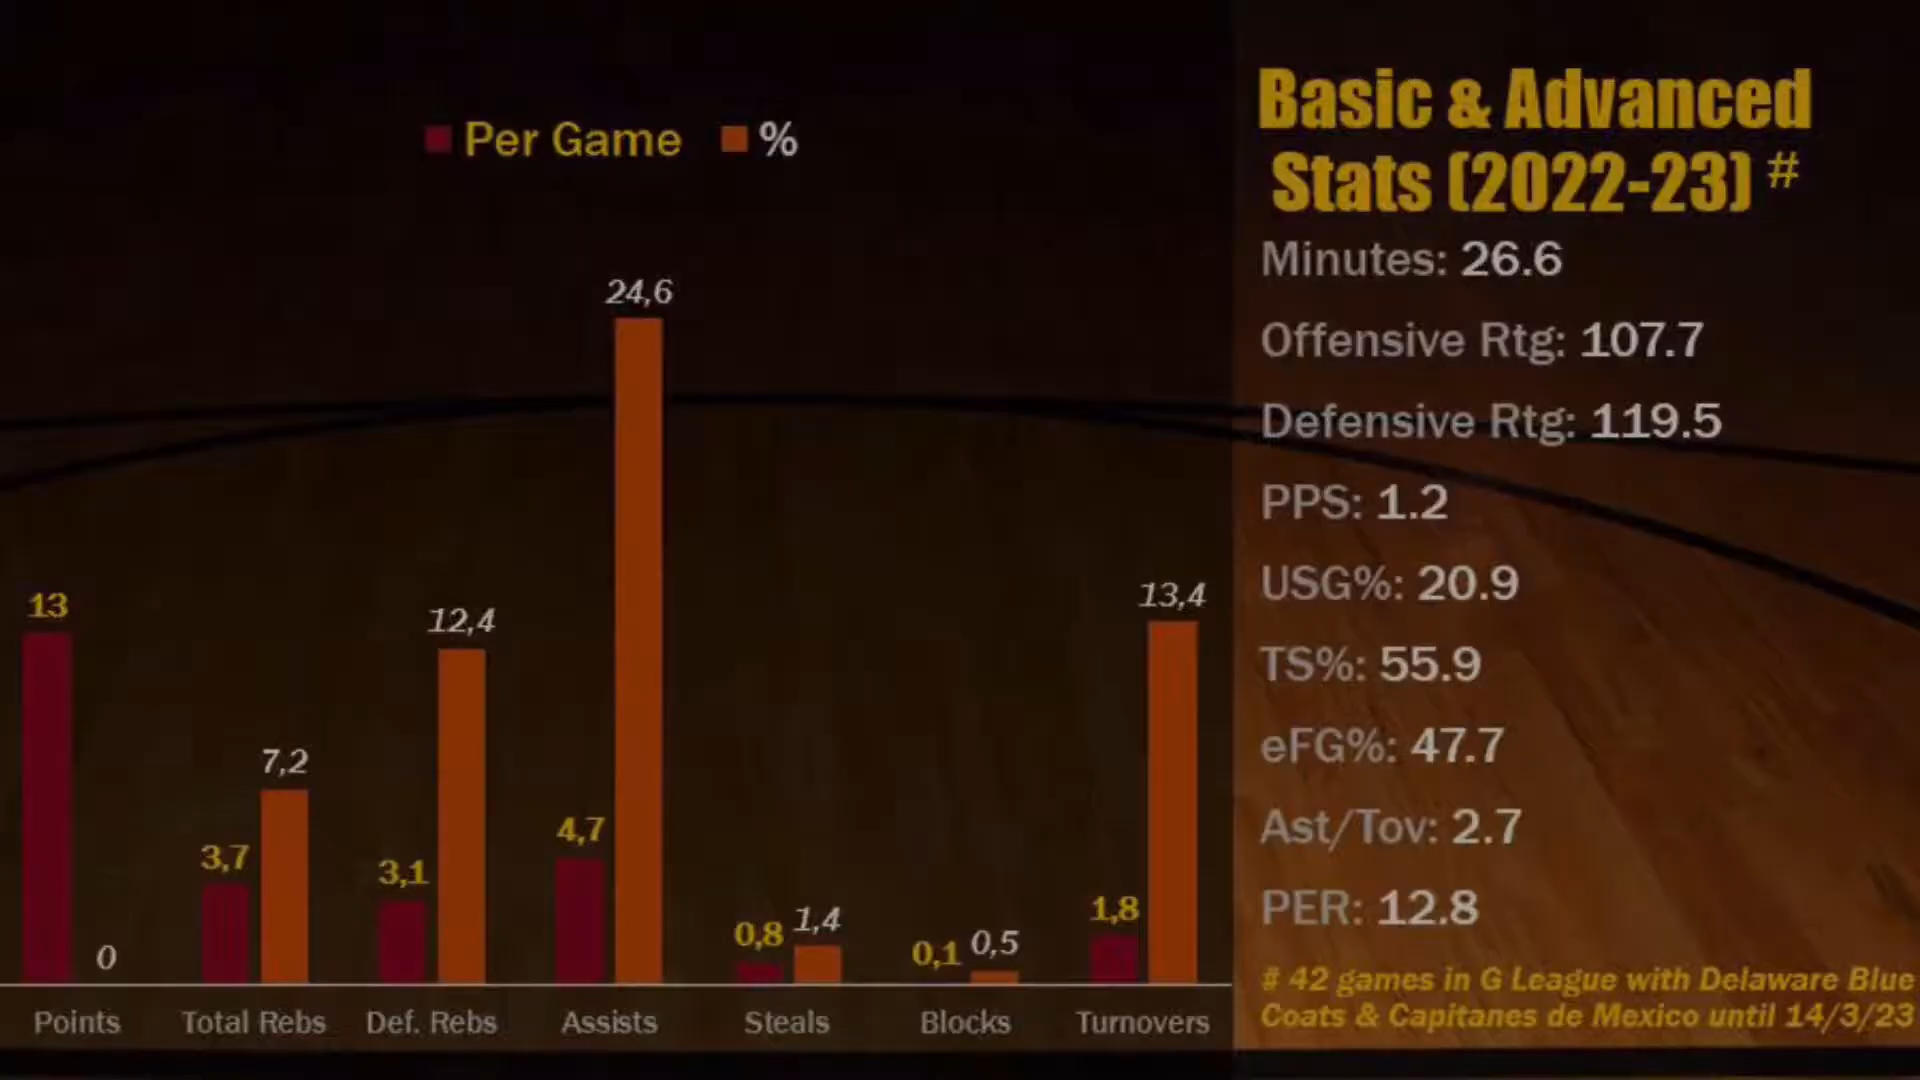 Per Game %
13
0
3,7
7,2
3,1
12,4
4,7
24,6
0,8
1,4
0,1
0,5
1,8
13,4
Points Total Rebs Def. Rebs Assists Steals Blocks Turnovers
Basic & Advanced
Stats (2022-23) #
Minutes: 26.6
Offensive Rtg: 107.7
Defensive Rtg: 119.5
PPS: 1.2
USG%: 20.9
TS%: 55.9
eFG%: 47.7
Ast/Tov: 2.7
PER: 12.8
# 42 games in G League with Delaware Blue
Coats & Capitanes de Mexico until 14/3/23